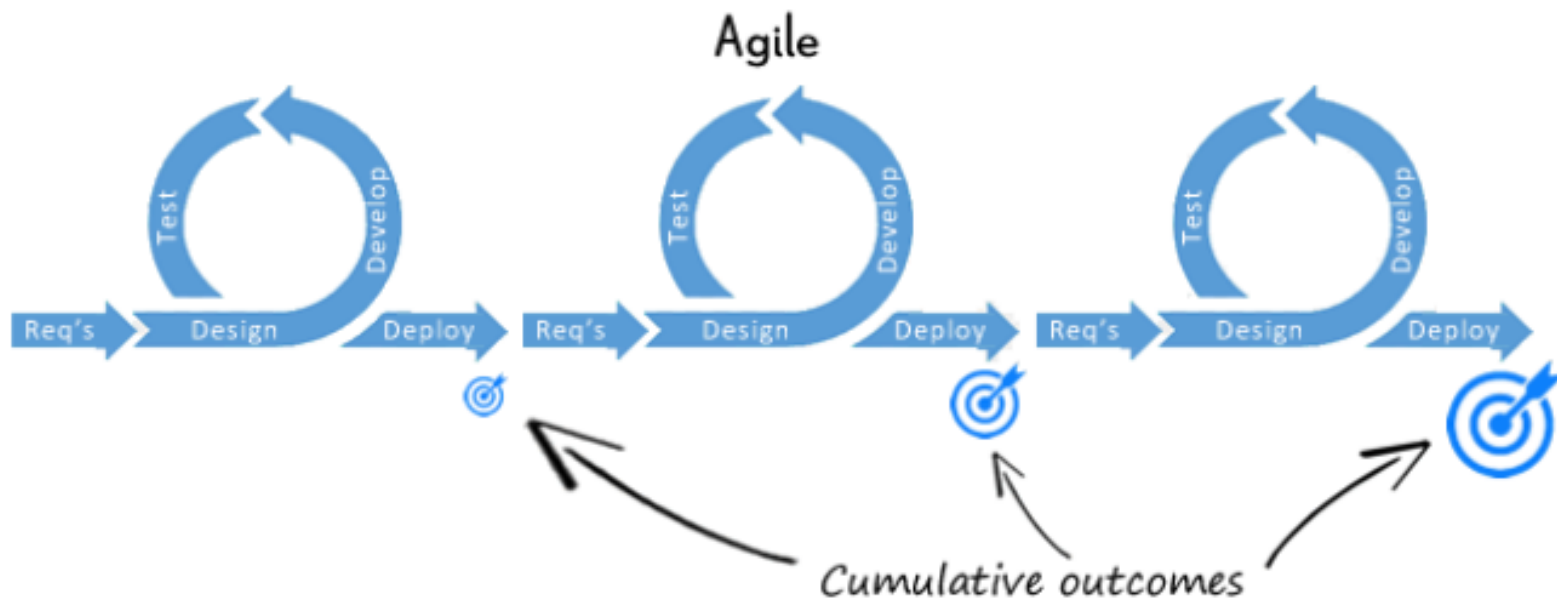 Agile
Test
Develop
Req's
Design
Deploy
Test
Develop
Req's
Design
Deploy
Test
Develop
Req's
Design
Deploy
Cumulative outcomes